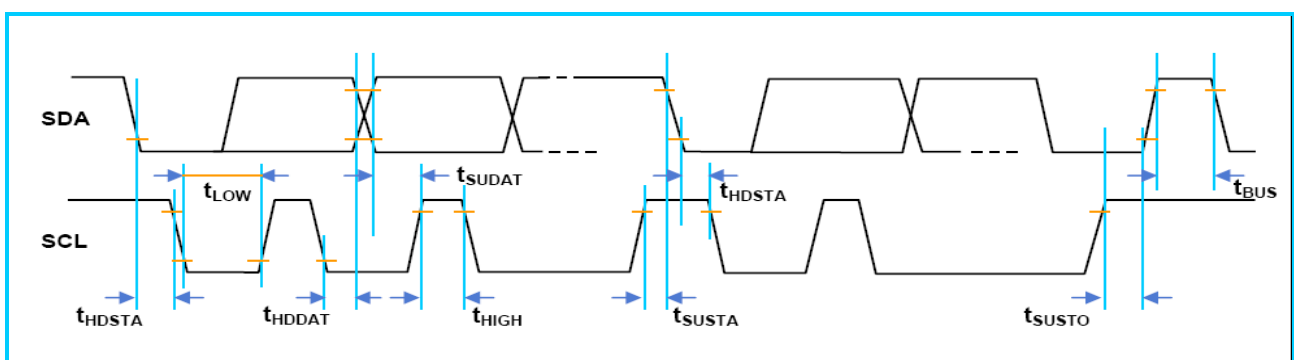 SDA
tSUDAT
tLOW
tHDSTA
tBUS
SCL
tHDSTA
tHDDAT
tHIGH
tSUSTA
tSUSTO